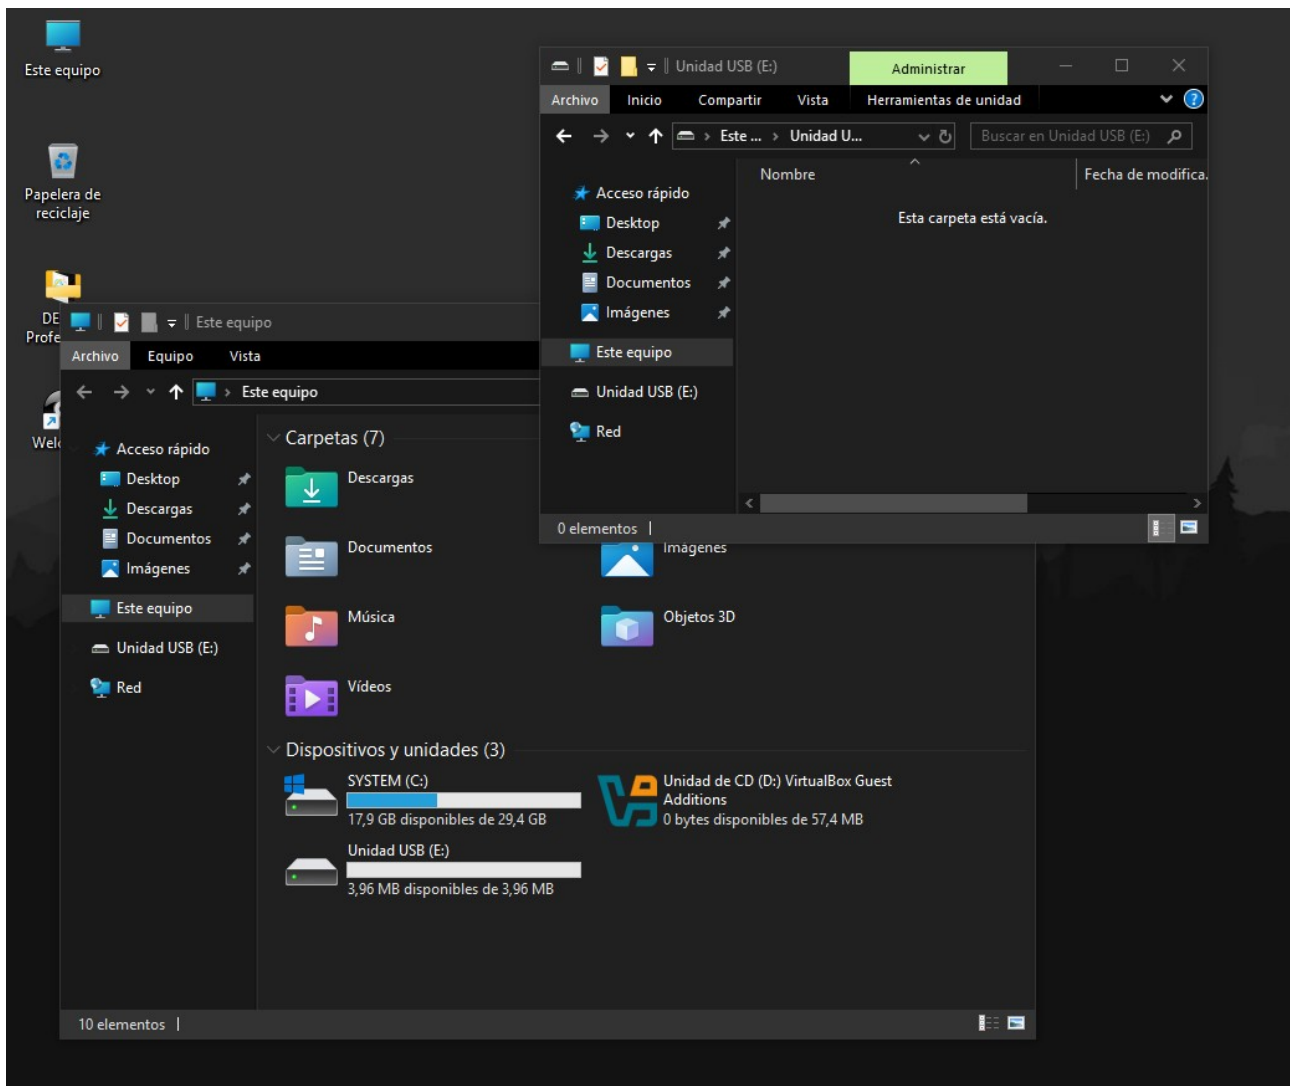 Este equipo
Papelera de
reciclaje
DE
Profe
Welc
Unidad USB (E:)
Administrar
Archivo Inicio Compartir Vista Herramientas de unidad
Este ... > Unidad U... Buscar en Unidad USB (E:)
Acceso rápido
Desktop
Descargas
Documentos
Imágenes
Este equipo
Unidad USB (E:)
Red
Nombre Fecha de modifica.
Esta carpeta está vacía.
0 elementos
Este equipo
Archivo Equipo Vista
Este equipo
Acceso rápido
Desktop
Descargas
Documentos
Imágenes
Este equipo
Unidad USB (E:)
Red
Carpetas (7)
Descargas
Documentos
Imágenes
Música
Objetos 3D
Vídeos
Dispositivos y unidades (3)
SYSTEM (C:)
17,9 GB disponibles de 29,4 GB
Unidad de CD (D:) VirtualBox Guest
Additions
0 bytes disponibles de 57,4 MB
Unidad USB (E:)
3,96 MB disponibles de 3,96 MB
10 elementos